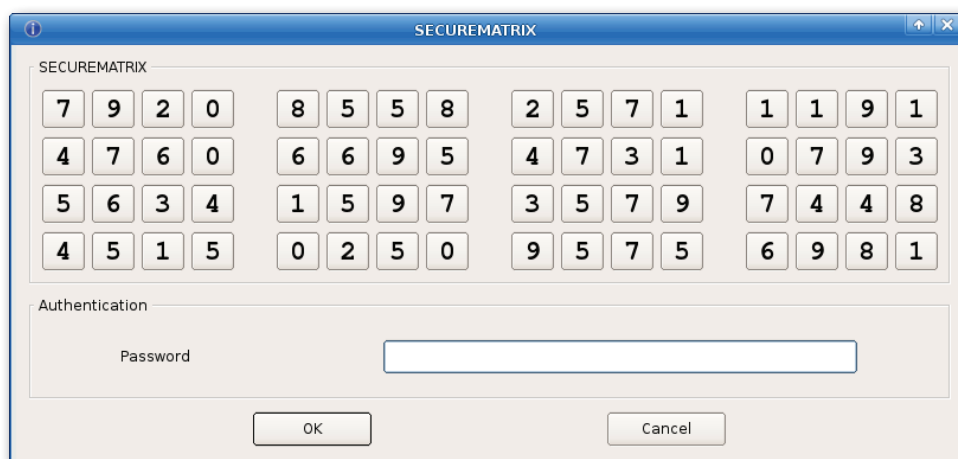 SECUREMATRIX
SECUREMATRIX
7 9 2 0 8 5 5 8 2 5 7 1 1 1 9 1
4 7 6 0 6 6 9 5 4 7 3 1 0 7 9 3
5 6 3 4 1 5 9 7 3 5 7 9 7 4 4 8
4 5 1 5 0 2 5 0 9 5 7 5 6 9 8 1
Authentication
Password
OK Cancel